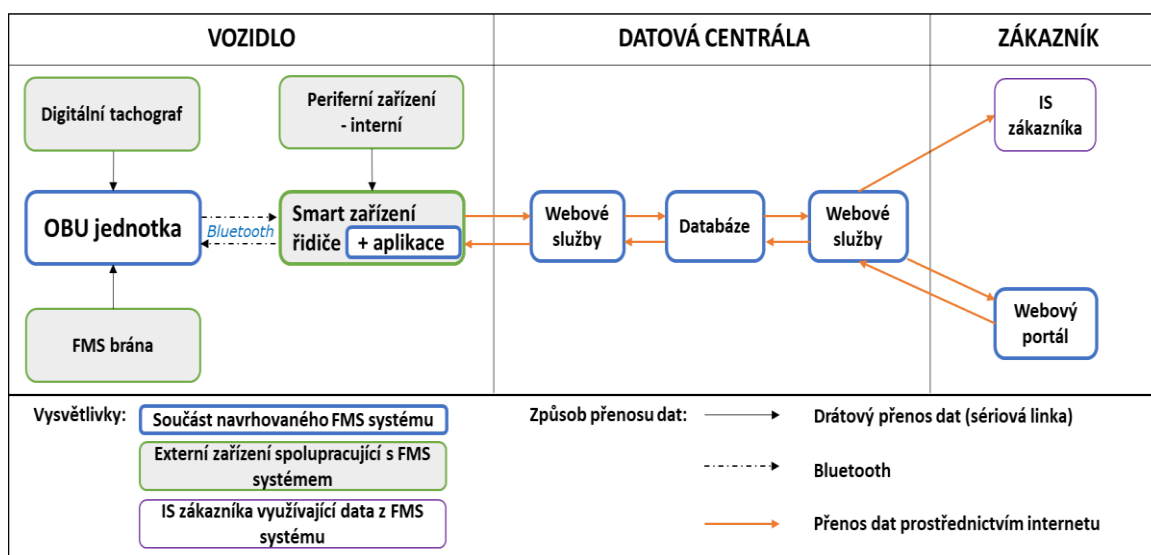 VOZIDLO
DATOVÁ CENTRÁLA
ZÁKAZNÍK
Digitální tachograf
Periferní zařízení
- interní
IS
zákazníka
OBU jednotka
Bluetooth
Smart zařízení
řidiče
+ aplikace
Webové
služby
Databáze
Webové
služby
FMS brána
Webový
portál
Vysvětlivky:
Součást navrhovaného FMS systému
Externí zařízení spolupracující s FMS
systémem
IS zákazníka využívající data z FMS
systému
Způsob přenosu dat:
Drátový přenos dat (sériová linka)
Bluetooth
Přenos dat prostřednictvím internetu